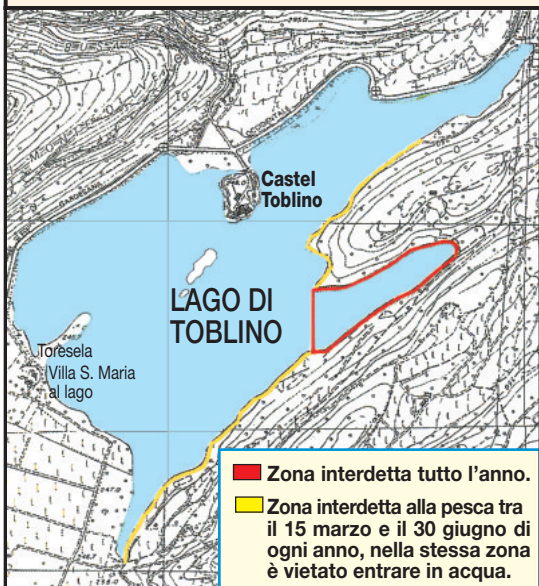 Castel
Toblino
LAGO DI
TOBLINO
Toresela
Villa S. Maria
al lago
Zona interdetta tutto l'anno.
Zona interdetta alla pesca tra
il 15 marzo e il 30 giugno di
ogni anno, nella stessa zona
è vietato entrare in acqua.